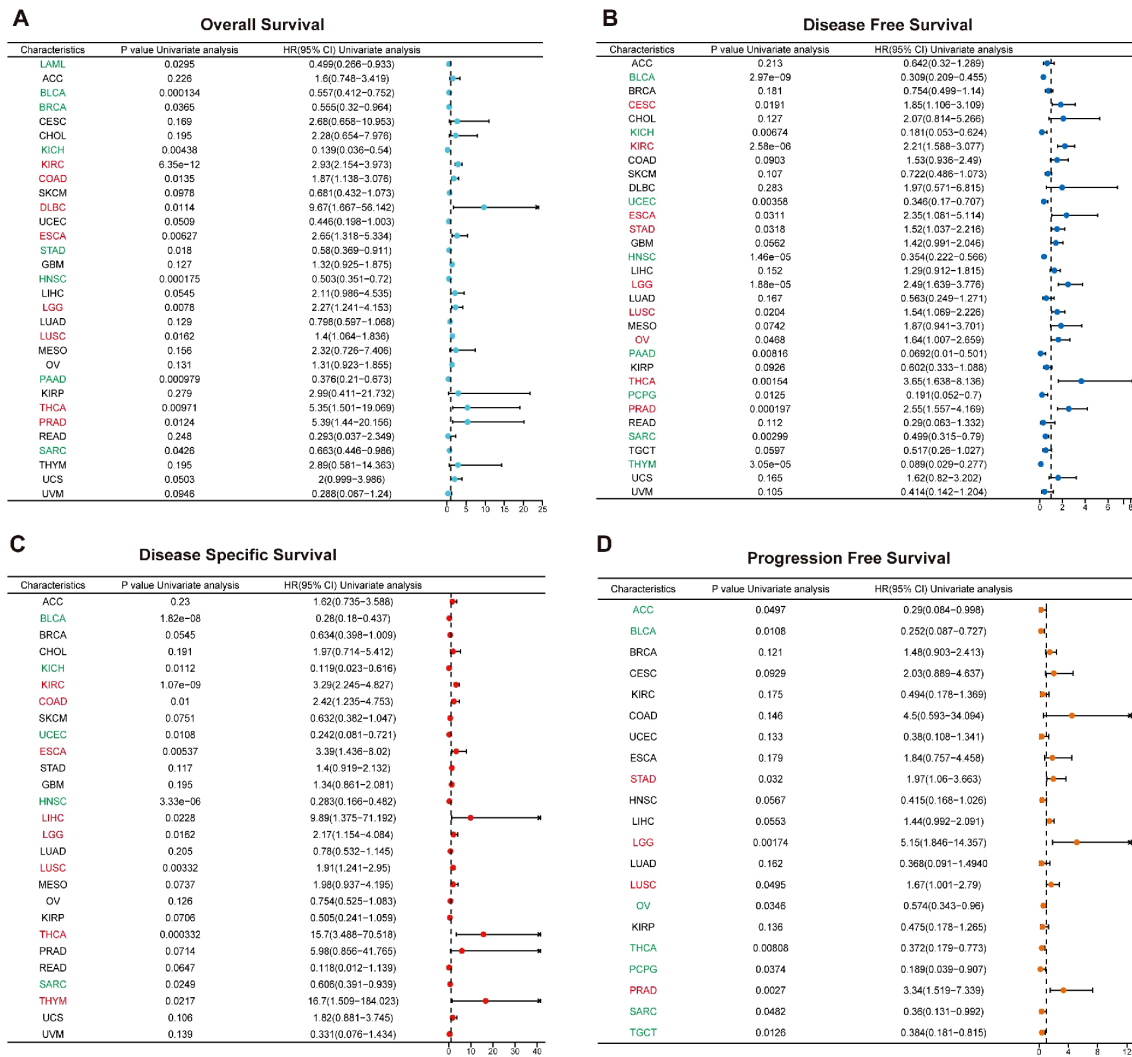 A
Overall Survival
Characteristics P value Univariate analysis HR(95% CI) Univariate analysis
LAML 0.0295 0.499(0.266−0.933)
ACC 0.226 1.6(0.748−3.419)
BLCA 0.000134 0.557(0.412−0.752)
BRCA 0.0365 0.555(0.32−0.964)
CESC 0.169 2.68(0.658−10.953)
CHOL 0.195 2.28(0.654−7.976)
KICH 0.00438 0.139(0.036−0.54)
KIRC 6.35e−12 2.93(2.154−3.973)
COAD 0.0135 1.87(1.138−3.076)
SKCM 0.0978 0.681(0.432−1.073)
DLBC 0.0114 9.67(1.667−56.142)
UCEC 0.0509 0.446(0.198−1.003)
ESCA 0.00627 2.65(1.318−5.334)
STAD 0.018 0.58(0.369−0.911)
GBM 0.127 1.32(0.925−1.875)
HNSC 0.000175 0.503(0.351−0.72)
LIHC 0.0545 2.11(0.986−4.535)
LGG 0.0078 2.27(1.241−4.153)
LUAD 0.129 0.798(0.597−1.068)
LUSC 0.0162 1.4(1.064−1.836)
MESO 0.156 2.32(0.726−7.406)
OV 0.131 1.31(0.923−1.855)
PAAD 0.000979 0.376(0.21−0.673)
KIRP 0.279 2.99(0.411−21.732)
THCA 0.00971 5.35(1.501−19.069)
PRAD 0.0124 5.39(1.44−20.156)
READ 0.248 0.293(0.037−2.349)
SARC 0.0426 0.663(0.446−0.986)
THYM 0.195 2.89(0.581−14.363)
UCS 0.0503 2(0.999−3.986)
UVM 0.0946 0.288(0.067−1.24)
0 5 10 15 20 25
B
Disease Free Survival
Characteristics P value Univariate analysis HR(95% CI) Univariate analysis
ACC 0.213 0.642(0.32−1.289)
BLCA 2.97e−09 0.309(0.209−0.455)
BRCA 0.181 0.754(0.499−1.14)
CESC 0.0191 1.85(1.106−3.109)
CHOL 0.127 2.07(0.814−5.266)
KICH 0.00674 0.181(0.053−0.624)
KIRC 2.58e−06 2.21(1.588−3.077)
COAD 0.0903 1.53(0.936−2.49)
SKCM 0.107 0.722(0.486−1.073)
DLBC 0.283 1.97(0.571−6.815)
UCEC 0.00358 0.346(0.17−0.707)
ESCA 0.0311 2.35(1.081−5.114)
STAD 0.0318 1.52(1.037−2.216)
GBM 0.0562 1.42(0.991−2.046)
HNSC 1.46e−05 0.354(0.222−0.566)
LIHC 0.152 1.29(0.912−1.815)
LGG 1.88e−05 2.49(1.639−3.776)
LUAD 0.167 0.563(0.249−1.271)
LUSC 0.0204 1.54(1.069−2.226)
MESO 0.0742 1.87(0.941−3.701)
OV 0.0468 1.64(1.007−2.659)
PAAD 0.00816 0.0692(0.01−0.501)
KIRP 0.0926 0.602(0.333−1.088)
THCA 0.00154 3.65(1.638−8.136)
PCPG 0.0125 0.191(0.052−0.7)
PRAD 0.000197 2.55(1.557−4.169)
READ 0.112 0.29(0.063−1.332)
SARC 0.00299 0.499(0.315−0.79)
TGCT 0.0597 0.517(0.26−1.027)
THYM 3.05e−05 0.089(0.029−0.277)
UCS 0.165 1.62(0.82−3.202)
UVM 0.105 0.414(0.142−1.204)
0 2 4 6 8
C
Disease Specific Survival
Characteristics P value Univariate analysis HR(95% CI) Univariate analysis
ACC 0.23 1.62(0.735−3.588)
BLCA 1.82e−08 0.28(0.18−0.437)
BRCA 0.0545 0.634(0.398−1.009)
CHOL 0.191 1.97(0.714−5.412)
KICH 0.0112 0.119(0.023−0.616)
KIRC 1.07e−09 3.29(2.245−4.827)
COAD 0.01 2.42(1.235−4.753)
SKCM 0.0751 0.632(0.382−1.047)
UCEC 0.0108 0.242(0.081−0.721)
ESCA 0.00537 3.39(1.436−8.02)
STAD 0.117 1.4(0.919−2.132)
GBM 0.195 1.34(0.861−2.081)
HNSC 3.33e−06 0.283(0.166−0.482)
LIHC 0.0228 9.89(1.375−71.192)
LGG 0.0162 2.17(1.154−4.084)
LUAD 0.205 0.78(0.532−1.145)
LUSC 0.00332 1.91(1.241−2.95)
MESO 0.0737 1.98(0.937−4.195)
OV 0.126 0.754(0.525−1.083)
KIRP 0.0706 0.505(0.241−1.059)
THCA 0.000332 15.7(3.488−70.518)
PRAD 0.0714 5.98(0.856−41.765)
READ 0.0647 0.118(0.012−1.139)
SARC 0.0249 0.606(0.391−0.939)
THYM 0.0217 16.7(1.509−184.023)
UCS 0.106 1.82(0.881−3.745)
UVM 0.139 0.331(0.076−1.434)
0 10 20 30 40
D
Progression Free Survival
Characteristics P value Univariate analysis HR(95% CI) Univariate analysis
ACC 0.0497 0.29(0.084−0.998)
BLCA 0.0108 0.252(0.087−0.727)
BRCA 0.121 1.48(0.903−2.413)
CESC 0.0929 2.03(0.889−4.637)
KIRC 0.175 0.494(0.178−1.369)
COAD 0.146 4.5(0.593−34.094)
UCEC 0.133 0.38(0.108−1.341)
ESCA 0.179 1.84(0.757−4.458)
STAD 0.032 1.97(1.06−3.663)
HNSC 0.0567 0.415(0.168−1.026)
LIHC 0.0553 1.44(0.992−2.091)
LGG 0.00174 5.15(1.846−14.357)
LUAD 0.162 0.368(0.091−1.4940
LUSC 0.0495 1.67(1.001−2.79)
OV 0.0346 0.574(0.343−0.96)
KIRP 0.136 0.475(0.178−1.265)
THCA 0.00808 0.372(0.179−0.773)
PCPG 0.0374 0.189(0.039−0.907)
PRAD 0.0027 3.34(1.519−7.339)
SARC 0.0482 0.36(0.131−0.992)
TGCT 0.0126 0.384(0.181−0.815)
0 4 8 12